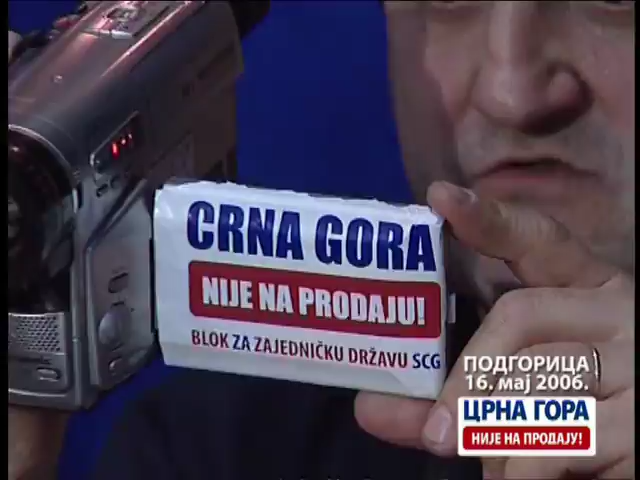 CRNA GORA
NIJE NA PRODAJU!
BLOK ZA ZAJEDNIČKU DRŽAVU SCG
ПОДГОРИЦА
16. мај 2006.
ЦРНА ГОРА
НИЈЕ НА ПРОДАЈУ!